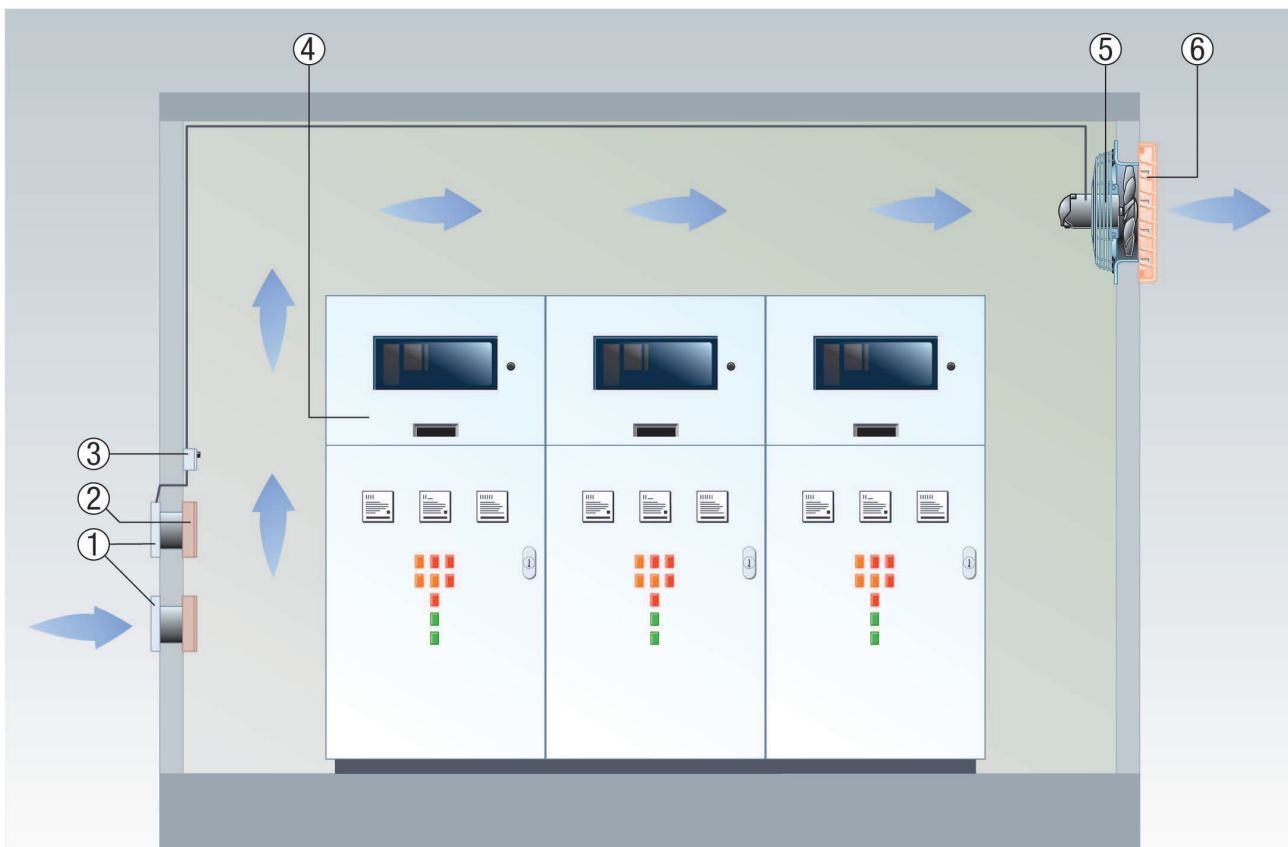 ④ ⑤ ⑥
③
②
①